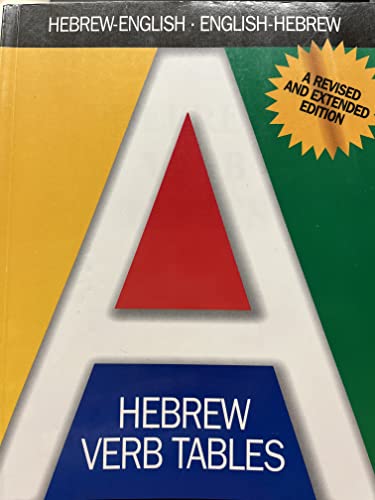 HEBREW-ENGLISH · ENGLISH-HEBREW
A REVISED
AND EXTENDED
EDITION
HEBREW
VERB TABLES